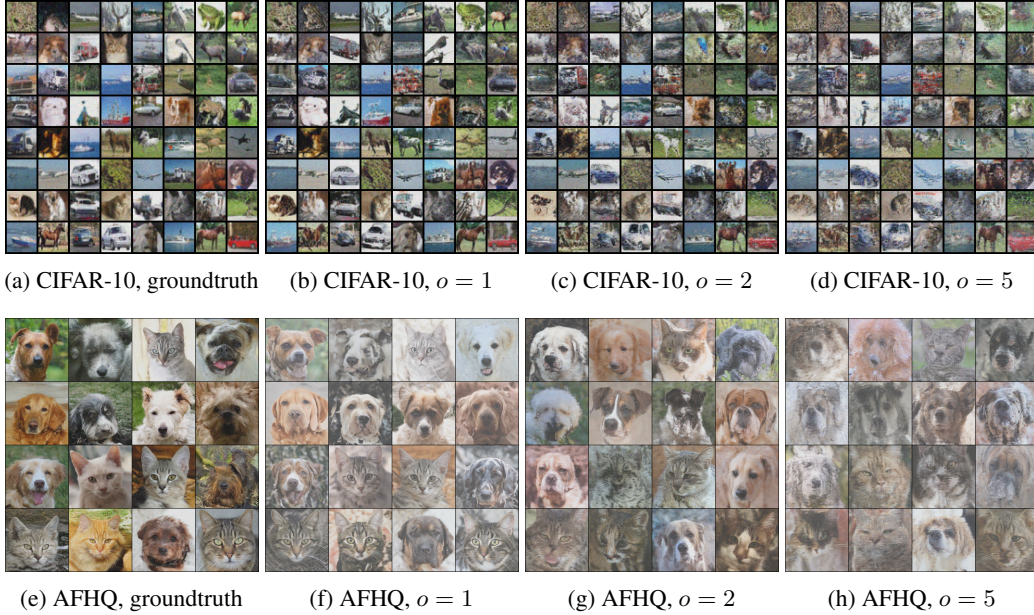 (a) CIFAR-10, groundtruth
(b) CIFAR-10, o = 1
(c) CIFAR-10, o = 2
(d) CIFAR-10, o = 5
(e) AFHQ, groundtruth
(f) AFHQ, o = 1
(g) AFHQ, o = 2
(h) AFHQ, o = 5